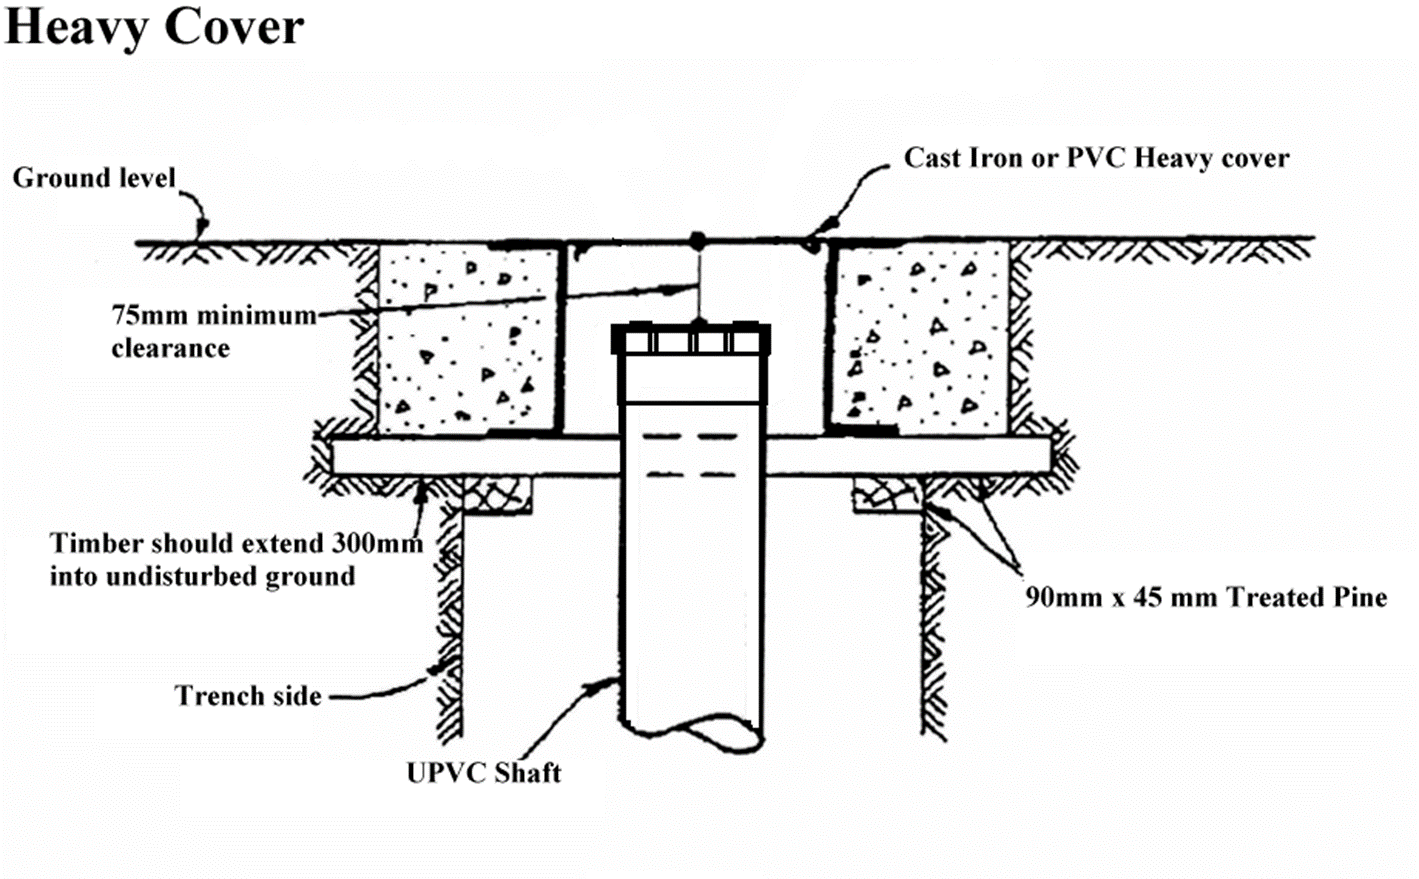 Heavy Cover
Cast Iron or PVC Heavy cover
Ground level
75mm minimum
clearance
Timber should extend 300mm
into undisturbed ground
90mm x 45 mm Treated Pine
Trench side
UPVC Shaft